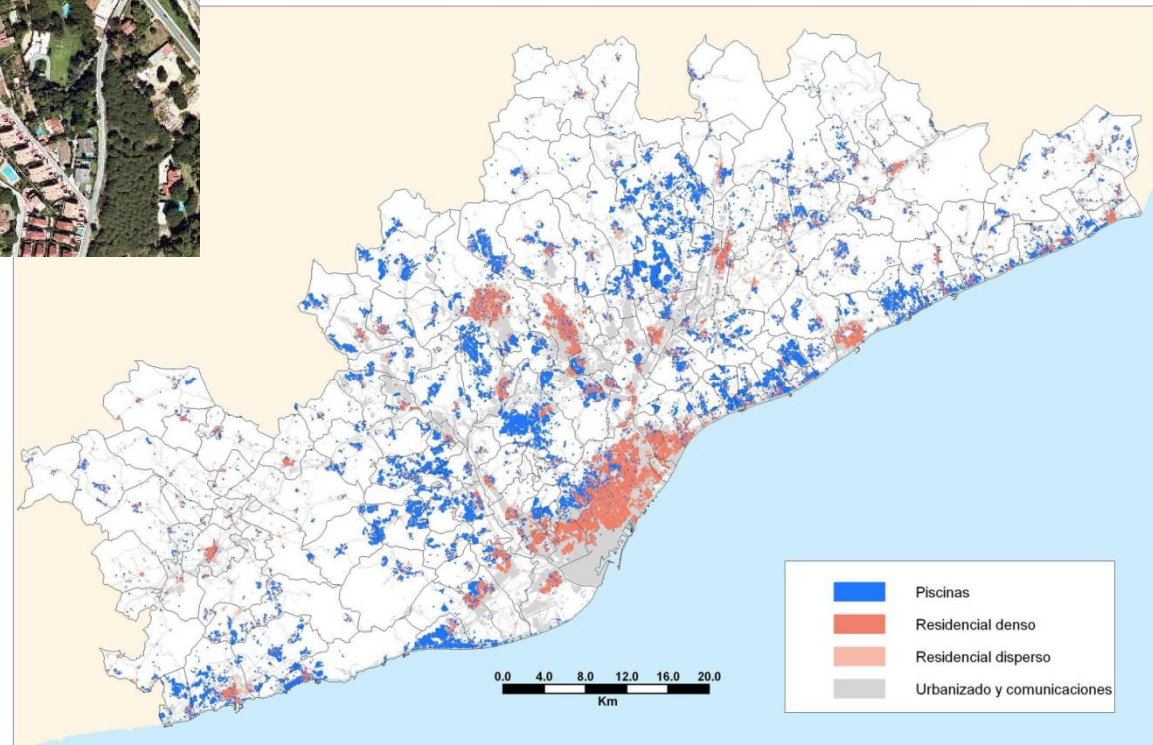 Piscinas
Residencial denso
Residencial disperso
Urbanizado y comunicaciones
0.0 4.0 8.0 12.0 16.0 20.0
Km